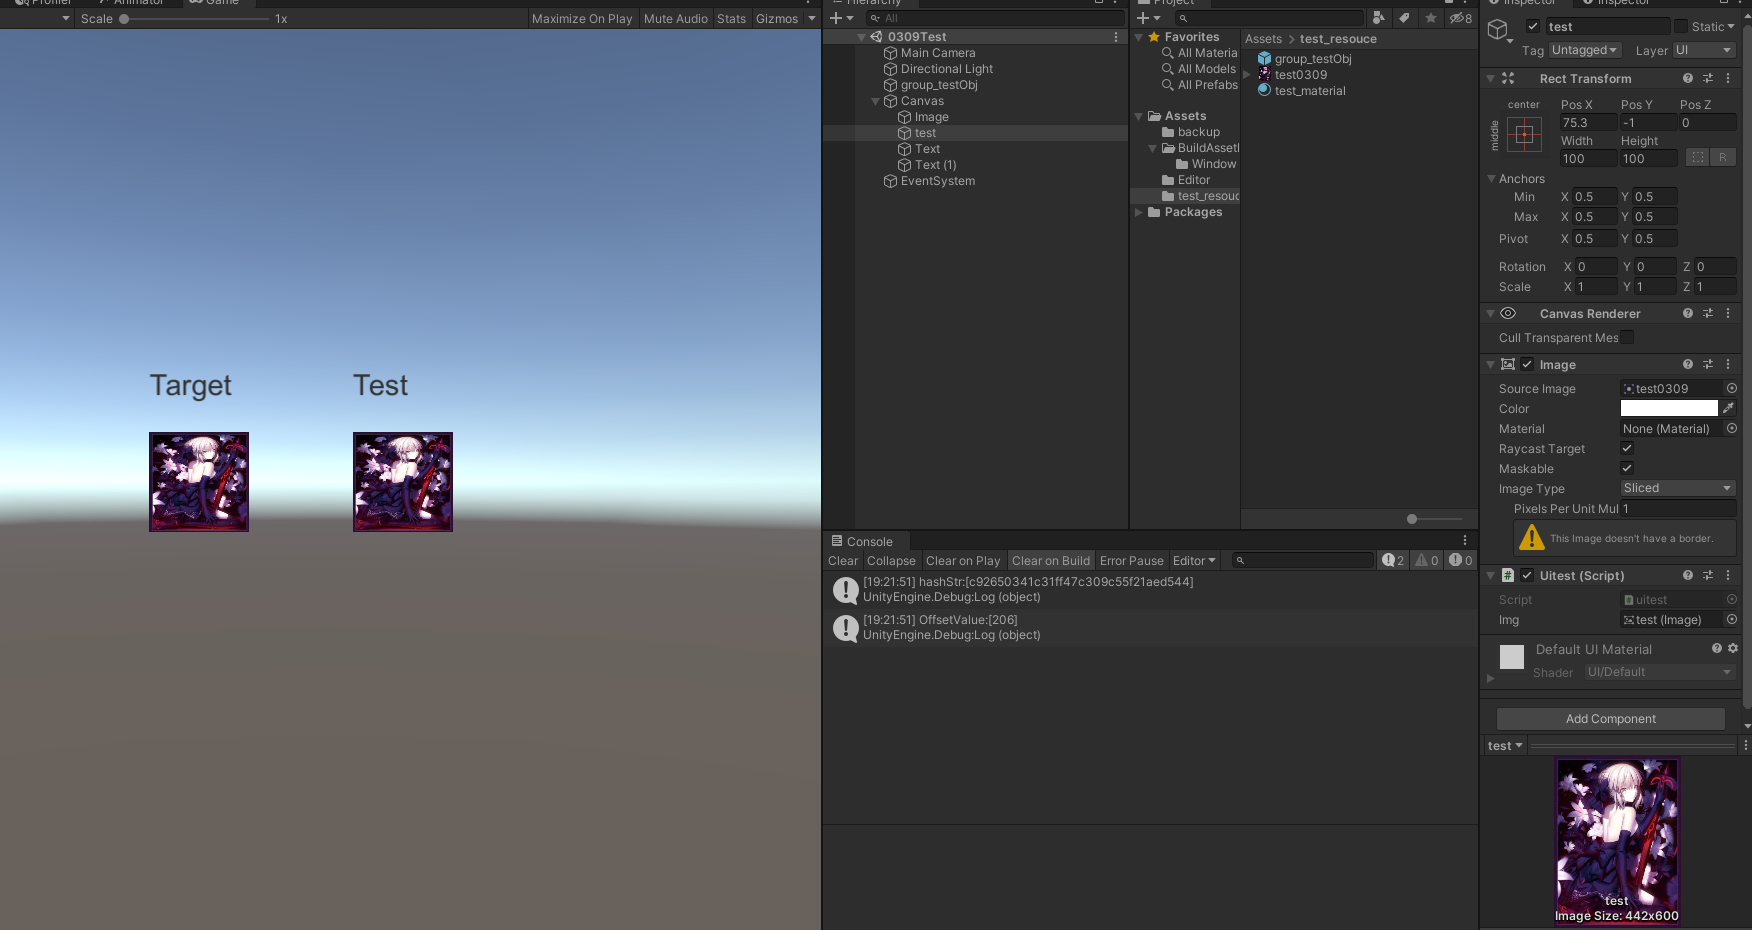 Profiler
Animator
Game
Scale 1x
Maximize On Play
Mute Audio
Stats
Gizmos
Target
Test
Hierarchy
All
0309Test
Main Camera
Directional Light
group_testObj
Canvas
Image
test
Text
Text (1)
EventSystem
Project
8
Favorites
All Materia
All Models
All Prefabs
Assets
backup
BuildAssetl
Window
Editor
test_resouc
Packages
Assets > test_resouce
group_testObj
test0309
test_material
Console
Clear
Collapse
Clear on Play
Clear on Build
Error Pause
Editor
2
0
0
[19:21:51] hashStr:[c92650341c31ff47c309c55f21aed544]
UnityEngine.Debug:Log (object)
[19:21:51] OffsetValue:[206]
UnityEngine.Debug:Log (object)
Inspector
Inspector
test
Static
Tag Untagged Layer UI
Rect Transform
center
middle
Pos X Pos Y Pos Z
75.3 -1 0
Width Height
100 100
R
Anchors
Min X 0.5 Y 0.5
Max X 0.5 Y 0.5
Pivot X 0.5 Y 0.5
Rotation X 0 Y 0 Z 0
Scale X 1 Y 1 Z 1
Canvas Renderer
Cull Transparent Mes
Image
Source Image test0309
Color
Material None (Material)
Raycast Target
Maskable
Image Type Sliced
Pixels Per Unit Mul 1
This Image doesn't have a border.
# Uitest (Script)
Script uitest
Img test (Image)
Default UI Material
Shader UI/Default
Add Component
test
test
Image Size: 442x600